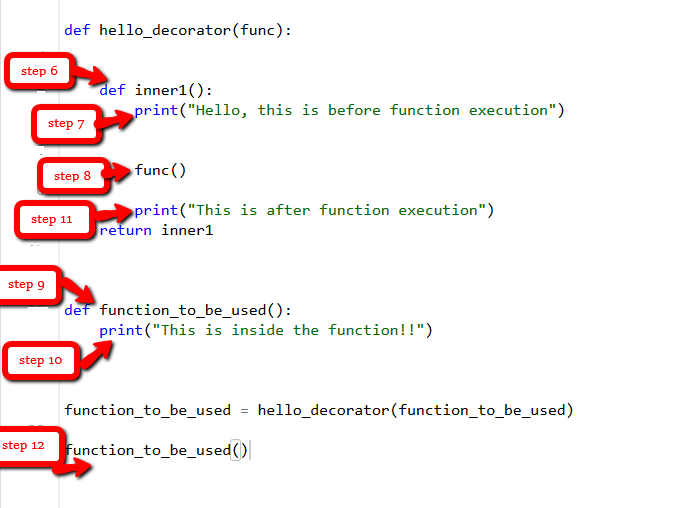 def hello_decorator(func):
step 6
def inner1():
print("Hello, this is before function execution")
step 7
step 8
func()
step 11
print("This is after function execution")
return inner1
step 9
def function_to_be_used():
print("This is inside the function!!")
step 10
function_to_be_used = hello_decorator(function_to_be_used)
step 12
function_to_be_used()